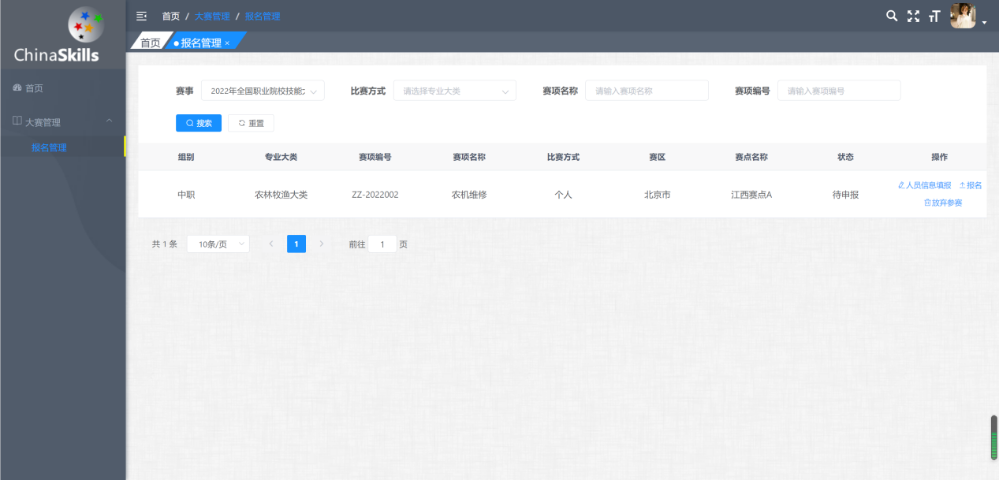 ChinaSkills
首页 / 大赛管理 / 报名管理
首页
报名管理 ×
首页
大赛管理
报名管理
赛事 2022年全国职业院校技能大
比赛方式 请选择专业大类
赛项名称 请输入赛项名称
赛项编号 请输入赛项编号
搜索 重置
组别 专业大类 赛项编号 赛项名称 比赛方式 赛区 赛点名称 状态 操作
中职 农林牧渔大类 ZZ-2022002 农机维修 个人 北京市 江西赛点A 待申报 人员信息填报 报名
放弃参赛
共 1 条 10条/页 1 前往 1 页